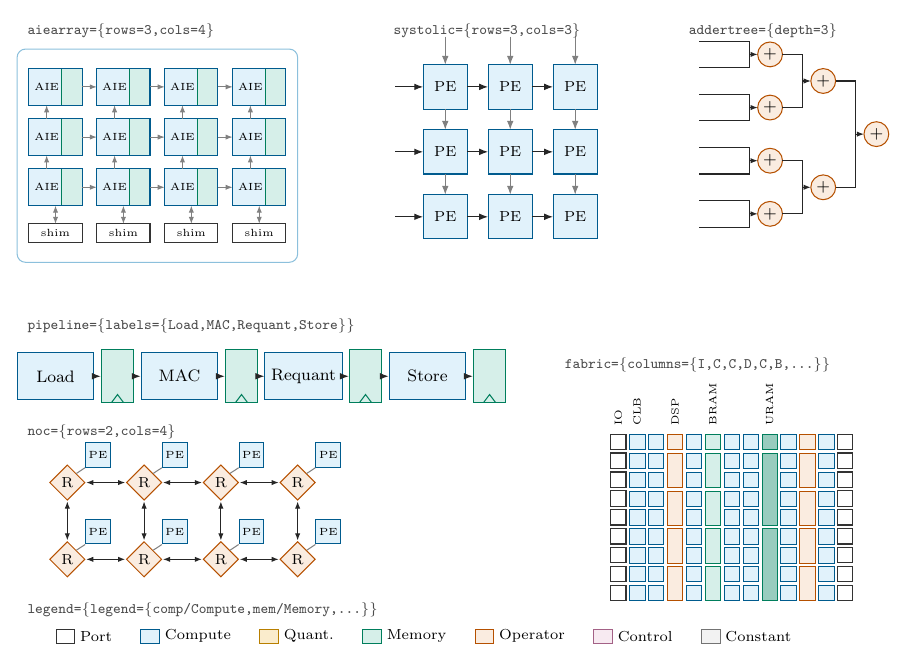 aiearray={rows=3,cols=4}
systolic={rows=3,cols=3}
addertree={depth=3}
AIE AIE AIE AIE
AIE AIE AIE AIE
AIE AIE AIE AIE
shim shim shim shim
PE PE PE
PE PE PE
PE PE PE
+ + + +
+ +
+
pipeline={labels={Load,MAC,Requant,Store}}
Load MAC Requant Store
fabric={columns={I,C,C,D,C,B,...}}
IO CLB DSP BRAM URAM
noc={rows=2,cols=4}
PE PE PE PE
R R R R
PE PE PE PE
R R R R
legend={legend={comp/Compute,mem/Memory,...}}
Port Compute Quant. Memory Operator Control Constant